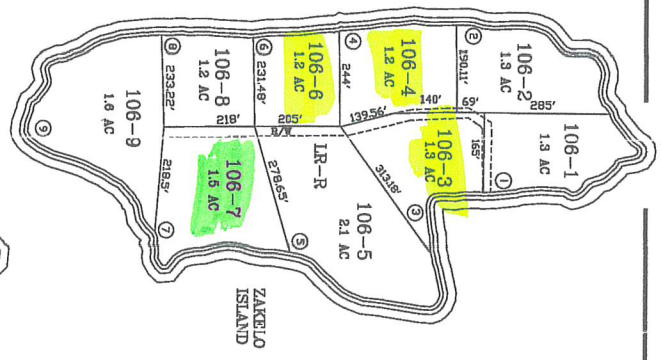 106-1
1.3 AC
1
285'
106-2
1.3 AC
2
190.11'
69'
165'
106-3
1.3 AC
3
140'
106-4
1.2 AC
4
139.56'
244'
313.18'
106-5
2.1 AC
5
LR-R
106-6
1.2 AC
6
205'
R/W
231.48'
278.65'
106-7
1.5 AC
7
106-8
1.2 AC
8
218'
233.22'
218.5'
106-9
1.6 AC
9
ZAKELO
ISLAND